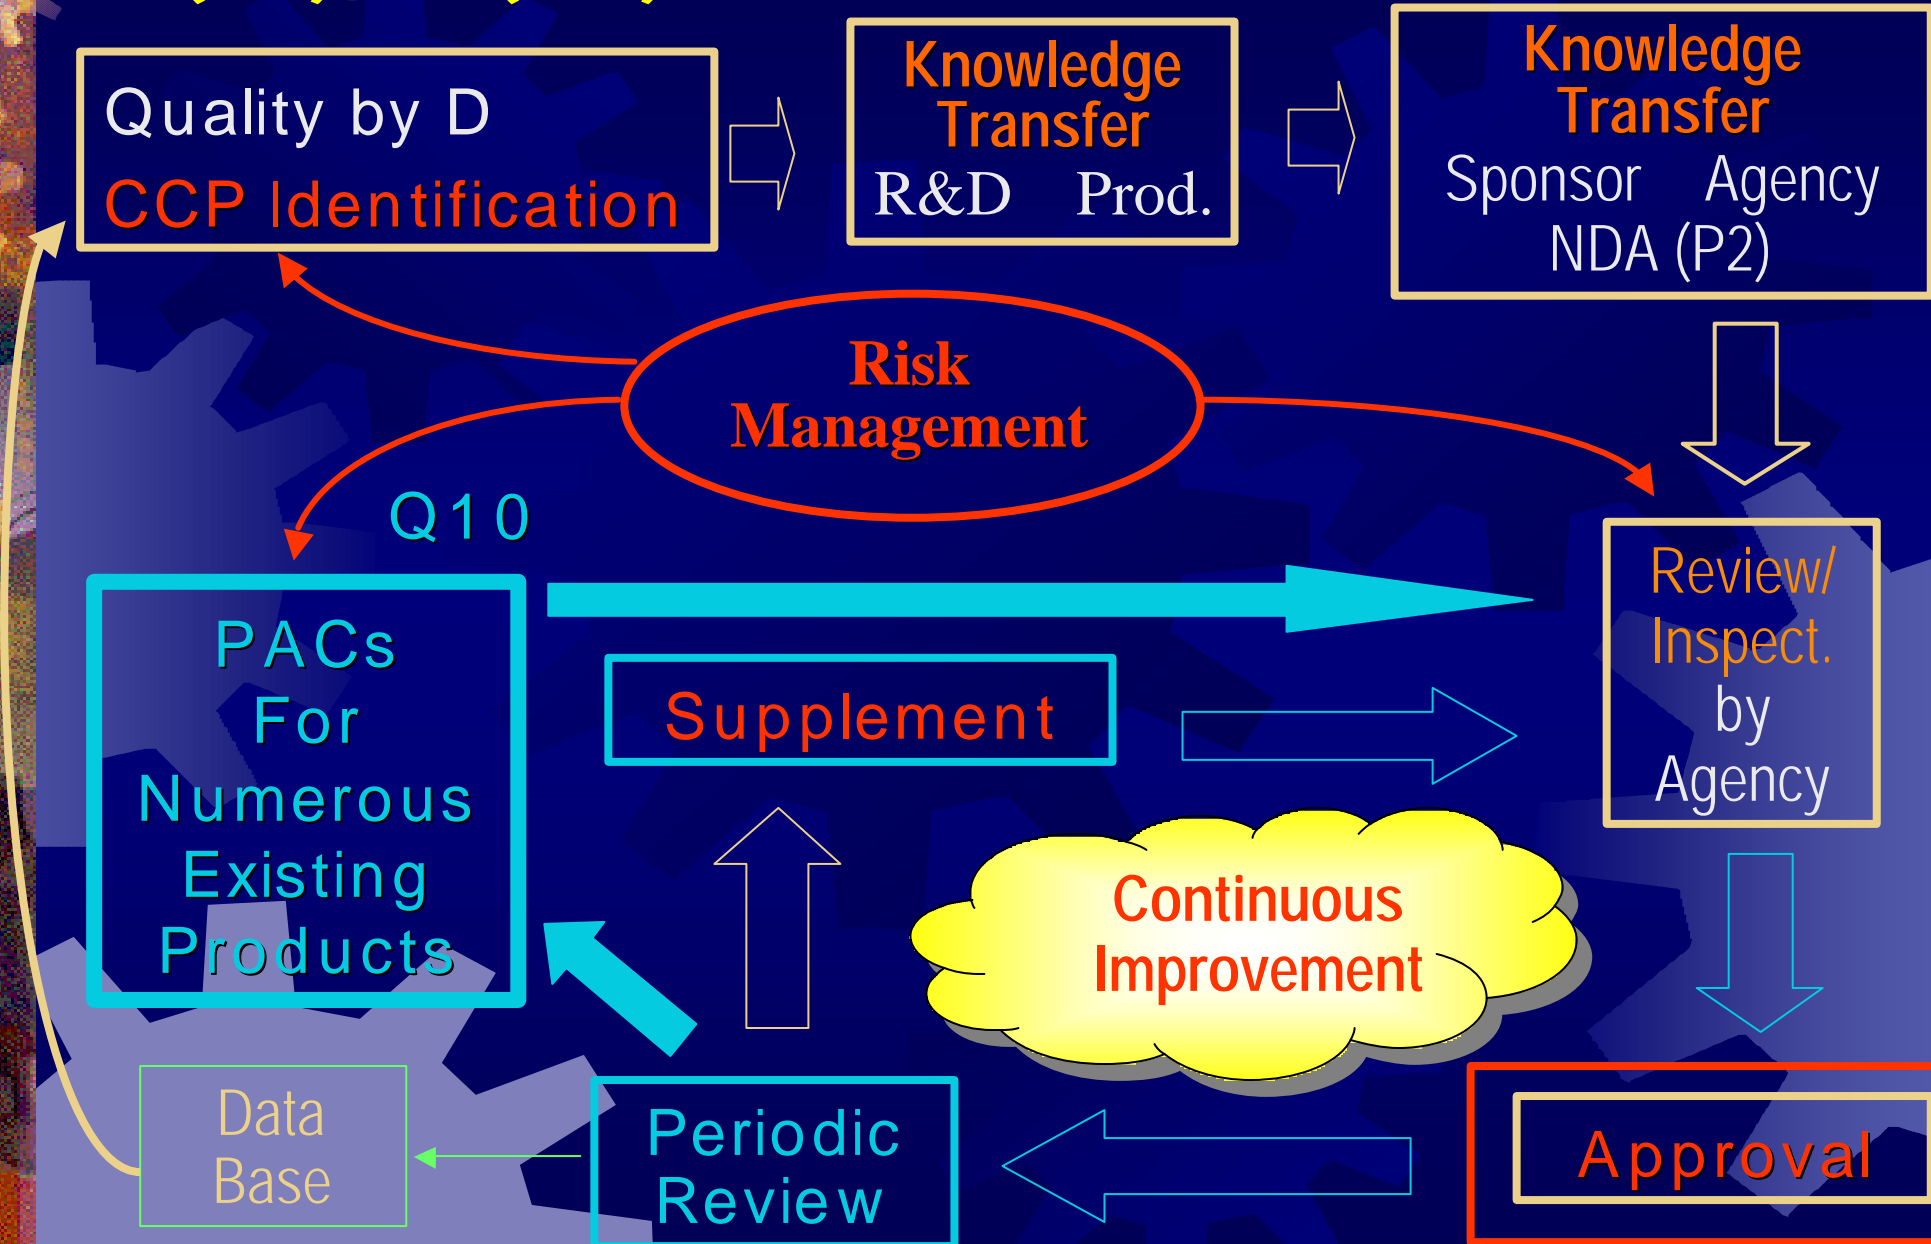 Quality by D
CCP Identification
Knowledge
Transfer
R&D Prod.
Knowledge
Transfer
Sponsor Agency
NDA (P2)
Risk
Management
Q10
PACs
For
Numerous
Existing
Products
Supplement
Review/
Inspect.
by
Agency
Continuous
Improvement
Data
Base
Periodic
Review
Approval